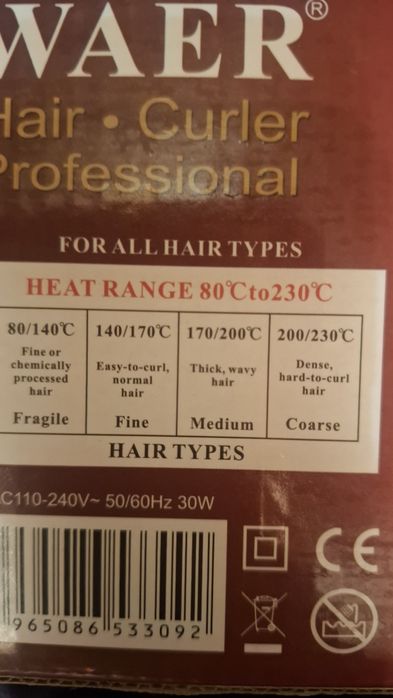 WAER®
Hair • Curler
Professional
FOR ALL HAIR TYPES
HEAT RANGE 80℃to230℃
80/140℃ 140/170℃ 170/200℃ 200/230℃
Fine or chemically processed hair
Easy-to-curl, normal hair
Thick, wavy hair
Dense, hard-to-curl hair
Fragile Fine Medium Coarse
HAIR TYPES
C110-240V~ 50/60Hz 30W
CE
965086 533092